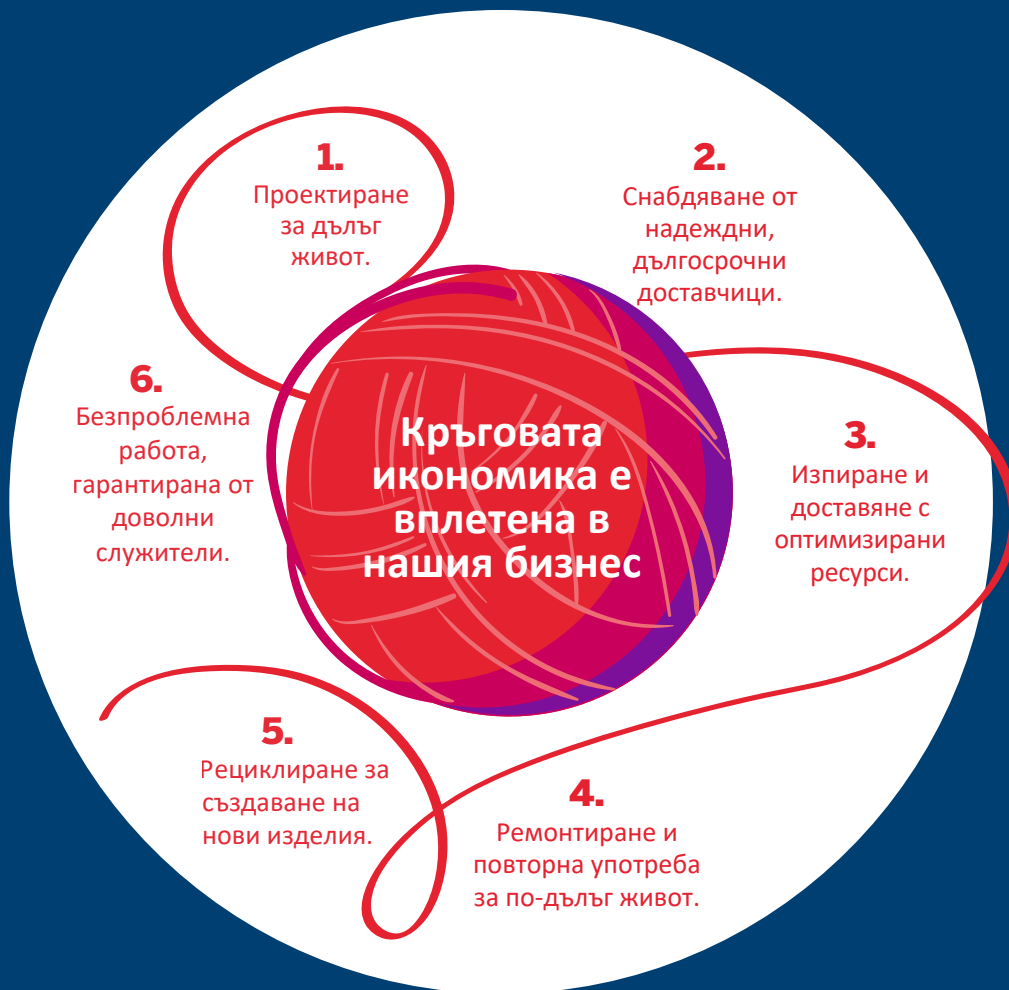 1.
Проектиране
за дълъг
живот.
2.
Снабдяване от
надеждни,
дългосрочни
доставчици.
3.
Изпиране и
доставяне с
оптимизирани
ресурси.
4.
Ремонтиране и
повторна употреба
за по-дълъг живот.
5.
Рециклиране за
създаване на
нови изделия.
6.
Безпроблемна
работа,
гарантирана от
доволни
служители.
Кръговата
икономика е
вплетена в
нашия бизнес